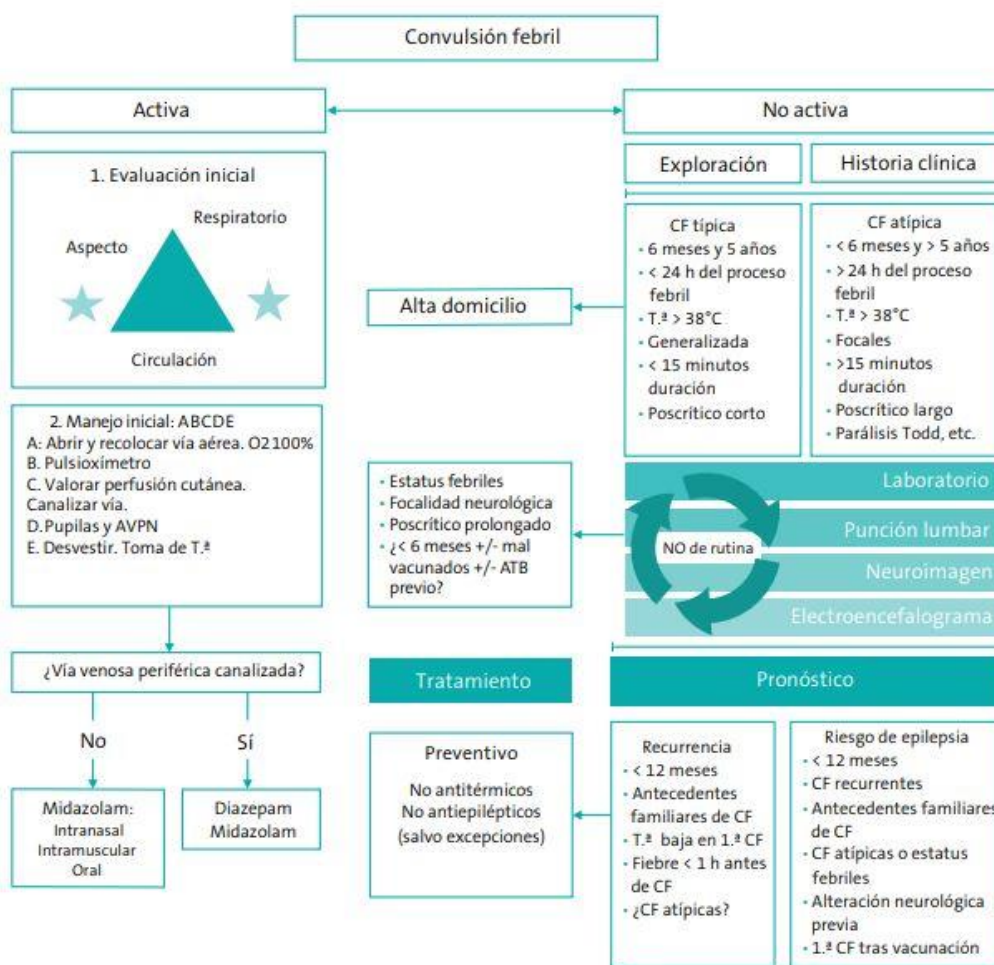 Convulsión febril
Activa
No activa
1. Evaluación inicial
Respiratorio
Aspecto
Circulación
2. Manejo inicial: ABCDE
A: Abrir y recolocar vía aérea. O2 100%
B. Pulsioxímetro
C. Valorar perfusión cutánea.
Canalizar vía.
D. Pupilas y AVPN
E. Desvestir. Toma de T.ª
¿Vía venosa periférica canalizada?
No
Sí
Midazolam:
Intranasal
Intramuscular
Oral
Diazepam
Midazolam
Exploración
Historia clínica
CF típica
• 6 meses y 5 años
• < 24 h del proceso
febril
• T.ª > 38°C
• Generalizada
• < 15 minutos
duración
• Poscrítico corto
CF atípica
• < 6 meses y > 5 años
• > 24 h del proceso
febril
• T.ª > 38°C
• Focales
• >15 minutos
duración
• Poscrítico largo
• Parálisis Todd, etc.
Alta domicilio
Laboratorio
Punción lumbar
Neuroimagen
Electroencefalograma
NO de rutina
• Estatus febriles
• Focalidad neurológica
• Poscrítico prolongado
• ¿< 6 meses +/- mal
vacunados +/- ATB
previo?
Tratamiento
Pronóstico
Preventivo
No antitérmicos
No antiepilépticos
(salvo excepciones)
Recurrencia
• < 12 meses
• Antecedentes
familiares de CF
• T.ª baja en 1.ª CF
• Fiebre < 1 h antes
de CF
• ¿CF atípicas?
Riesgo de epilepsia
• < 12 meses
• CF recurrentes
• Antecedentes familiares
de CF
• CF atípicas o estatus
febriles
• Alteración neurológica
previa
• 1.ª CF tras vacunación